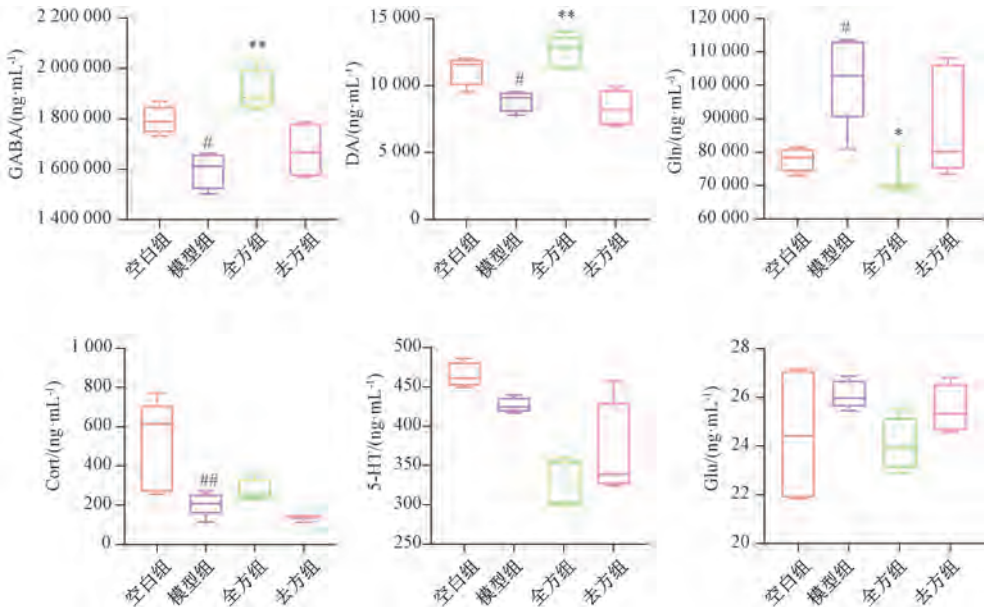 GABA/(ng·mL⁻¹)
2 200 000
2 000 000
1 800 000
1 600 000
1 400 000
#
**
空白组
模型组
全方组
去方组
DA/(ng·mL⁻¹)
15 000
10 000
5 000
0
#
**
空白组
模型组
全方组
去方组
Gln/(ng·mL⁻¹)
120 000
110 000
100 000
90 000
80 000
70 000
60 000
#
*
空白组
模型组
全方组
去方组
Cort/(ng·mL⁻¹)
1 000
800
600
400
200
0
##
空白组
模型组
全方组
去方组
5-HT/(ng·mL⁻¹)
500
450
400
350
300
250
空白组
模型组
全方组
去方组
Glu/(ng·mL⁻¹)
28
26
24
22
20
空白组
模型组
全方组
去方组